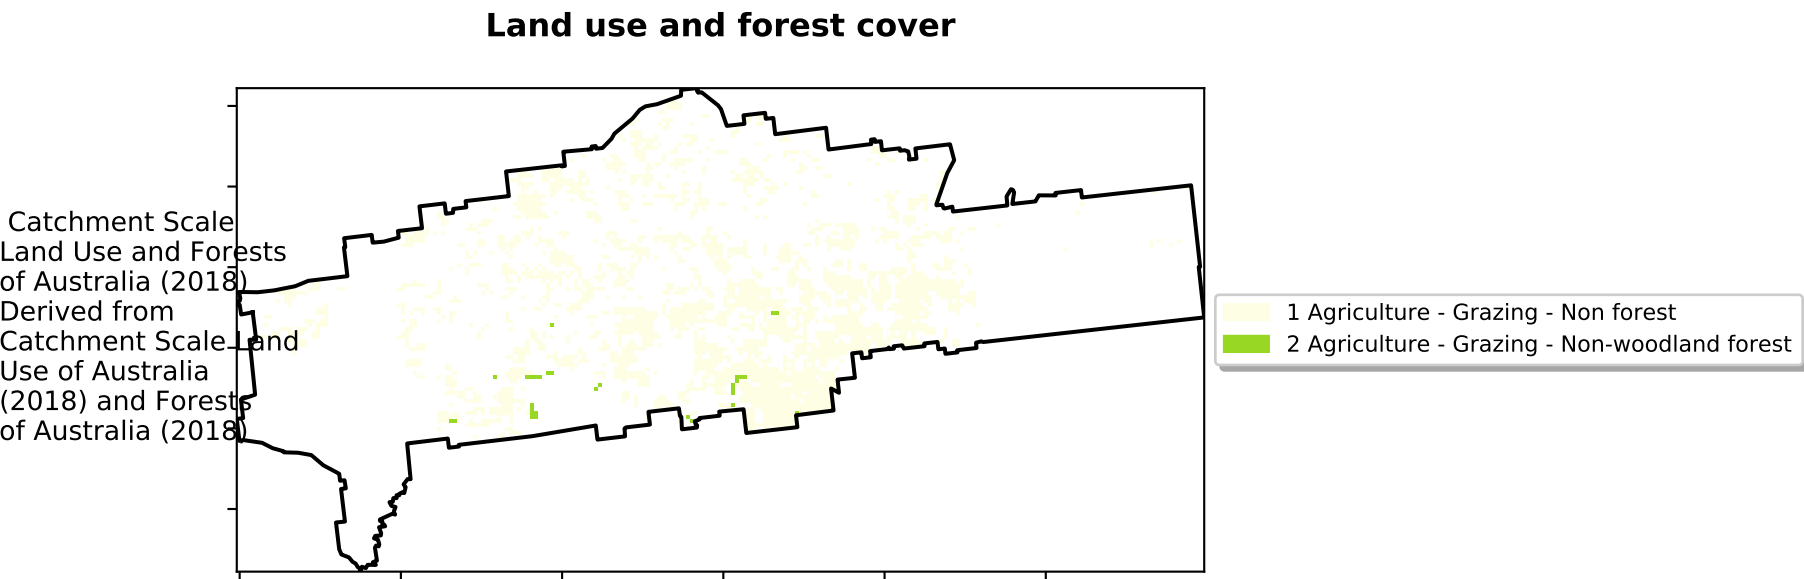 Land use and forest cover
Catchment Scale
Land Use and Forests
of Australia (2018)
Derived from
Catchment Scale Land
Use of Australia
(2018) and Forests
of Australia (2018)
1 Agriculture - Grazing - Non forest
2 Agriculture - Grazing - Non-woodland forest